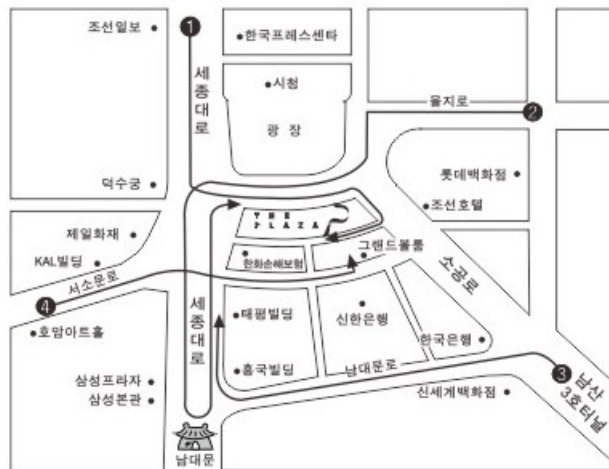 조선일보
1
한국프레스센타
세종대로
시청
광 장
을지로
2
덕수궁
롯데백화점
조선호텔
THE
PLAZA
제일화재
KAL빌딩
서소문로
4
한화손해보험
그랜드볼룸
소공로
세종대로
호암아트홀
태평빌딩
신한은행
한국은행
흥국빌딩
남대문로
3
남산
3호터널
삼성프라자
삼성본관
신세계백화점
남대문